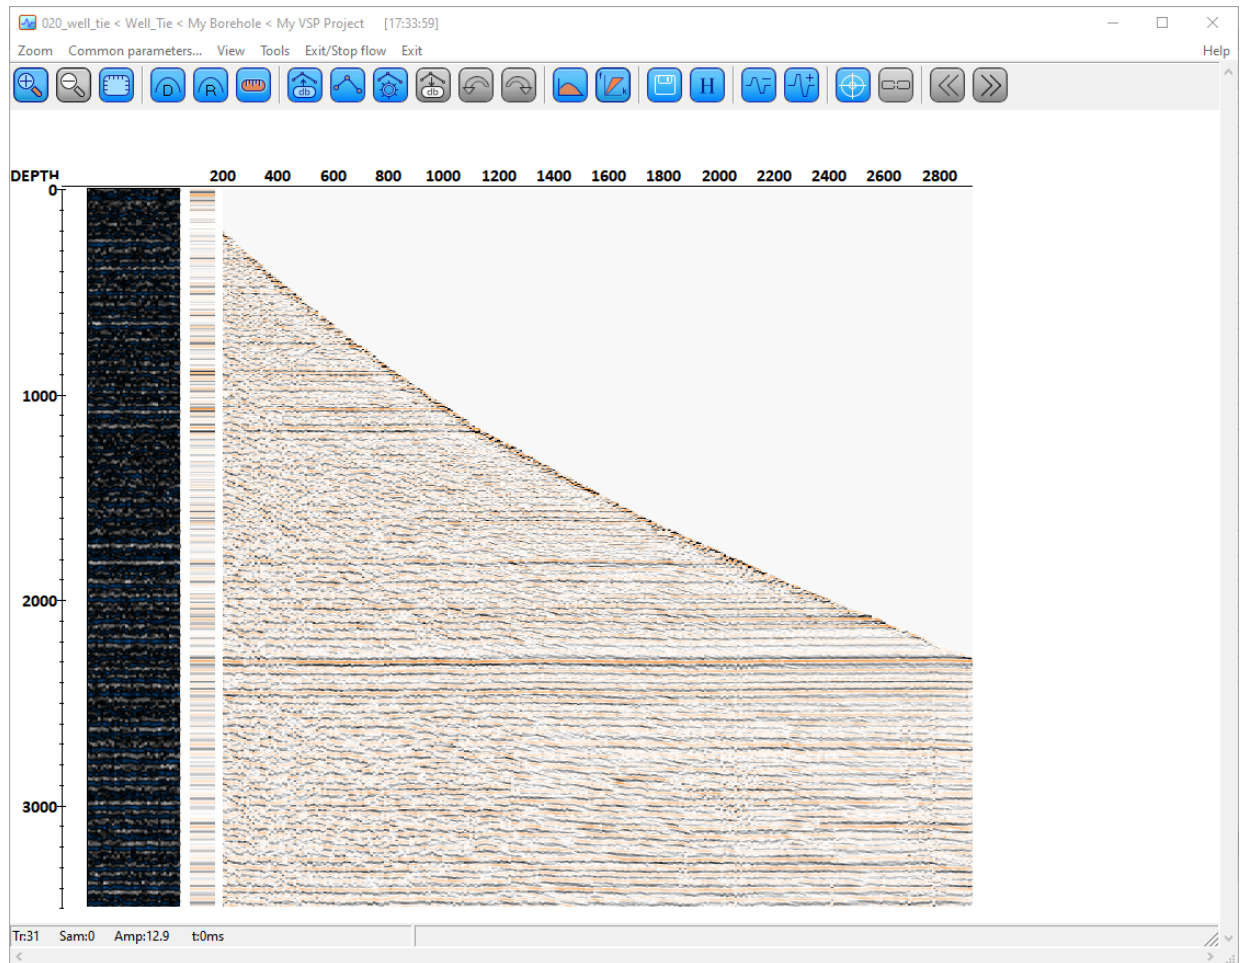 020_well_tie < Well_Tie < My Borehole < My VSP Project [17:33:59]
Zoom Common parameters... View Tools Exit/Stop flow Exit Help
D R db db f k H
DEPTH 200 400 600 800 1000 1200 1400 1600 1800 2000 2200 2400 2600 2800
0
1000
2000
3000
Tr:31 Sam:0 Amp:12.9 t:0ms